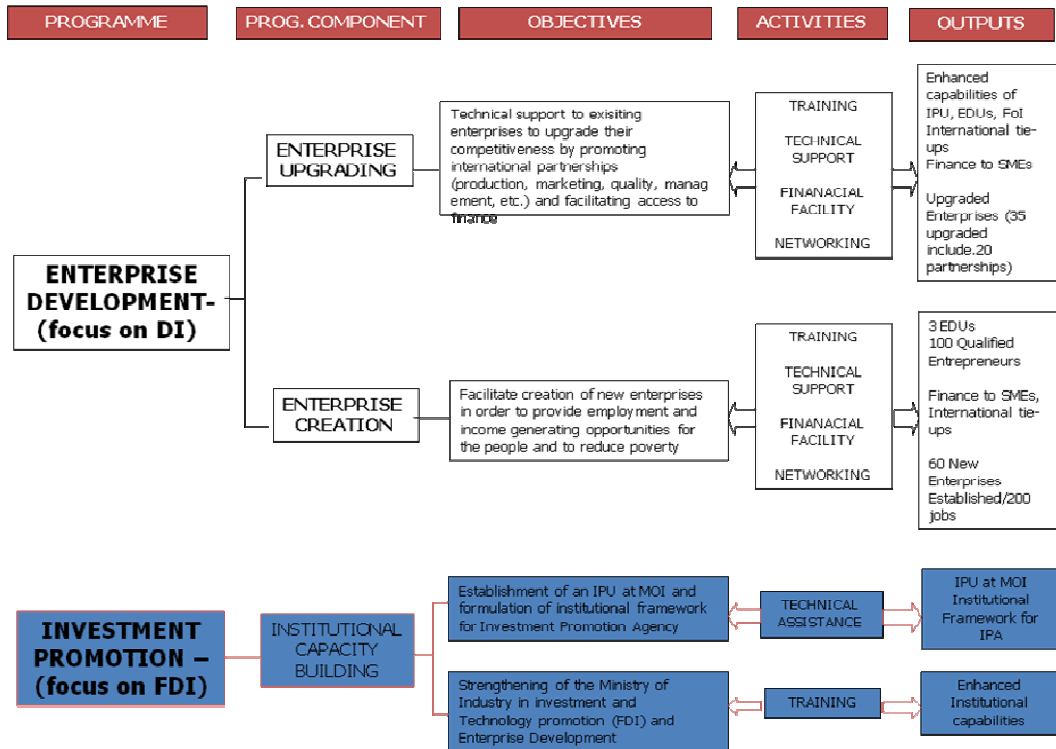 PROGRAMME
PROG. COMPONENT
OBJECTIVES
ACTIVITIES
OUTPUTS
ENTERPRISE
DEVELOPMENT-
(focus on DI)
ENTERPRISE
UPGRADING
Technical support to exisiting
enterprises to upgrade their
competitiveness by promoting
international partnerships
(production, marketing, quality, manag
ement, etc.) and facilitating access to
finance
TRAINING
TECHNICAL
SUPPORT
FINANACIAL
FACILITY
NETWORKING
Enhanced
capabilities of
IPU, EDUs, FoI
International tie-
ups
Finance to SMEs
Upgraded
Enterprises (35
upgraded
include.20
partnerships)
ENTERPRISE
CREATION
Facilitate creation of new enterprises
in order to provide employment and
income generating opportunities for
the people and to reduce poverty
TRAINING
TECHNICAL
SUPPORT
FINANACIAL
FACILITY
NETWORKING
3 EDUs
100 Qualified
Entrepreneurs
Finance to SMEs,
International tie-
ups
60 New
Enterprises
Established/200
jobs
INVESTMENT
PROMOTION –
(focus on FDI)
INSTITUTIONAL
CAPACITY
BUILDING
Establishment of an IPU at MOI and
formulation of institutional framework
for Investment Promotion Agency
TECHNICAL
ASSISTANCE
IPU at MOI
Institutional
Framework for
IPA
Strengthening of the Ministry of
Industry in investment and
Technology promotion (FDI) and
Enterprise Development
TRAINING
Enhanced
Institutional
capabilities